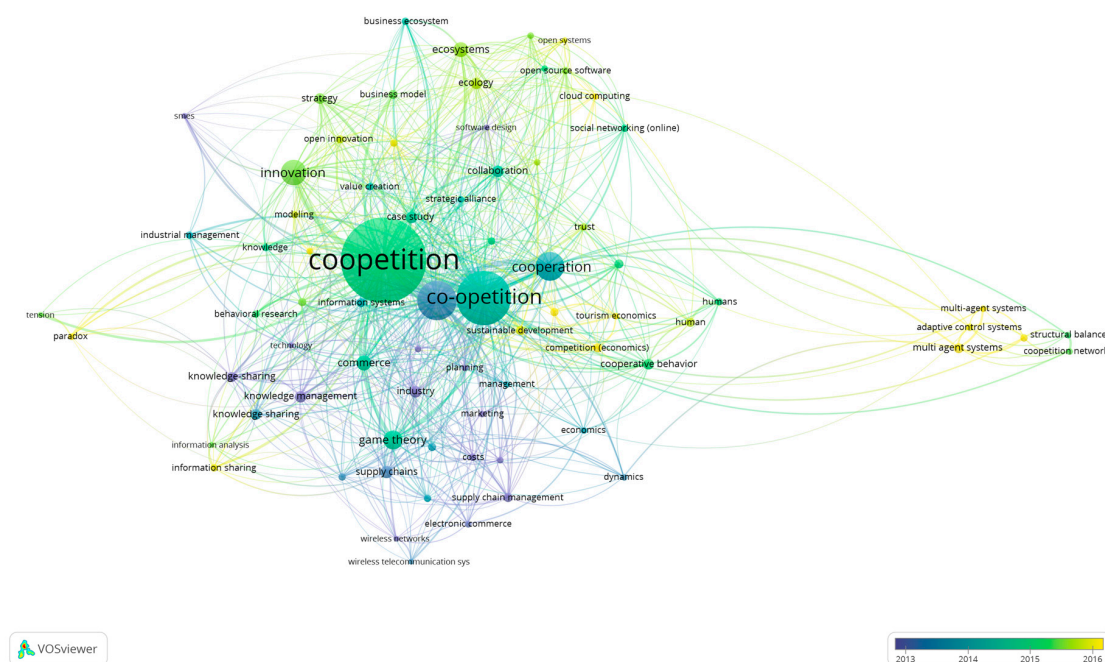 business ecosystem
open systems
ecosystems
open source software
ecology
business model
cloud computing
strategy
smes
software design
social networking (online)
open innovation
innovation
collaboration
value creation
strategic alliance
modeling
case study
trust
industrial management
knowledge
coopetition
cooperation
co-opetition
information systems
humans
multi-agent systems
behavioral research
tension
tourism economics
human
adaptive control systems
sustainable development
paradox
structural balance
technology
competition (economics)
multi agent systems
coopetition network
commerce
planning
cooperative behavior
knowledge-sharing
management
industry
knowledge management
knowledge sharing
marketing
economics
game theory
information analysis
costs
information sharing
supply chains
dynamics
supply chain management
electronic commerce
wireless networks
wireless telecommunication sys
VOSviewer
2013 2014 2015 2016